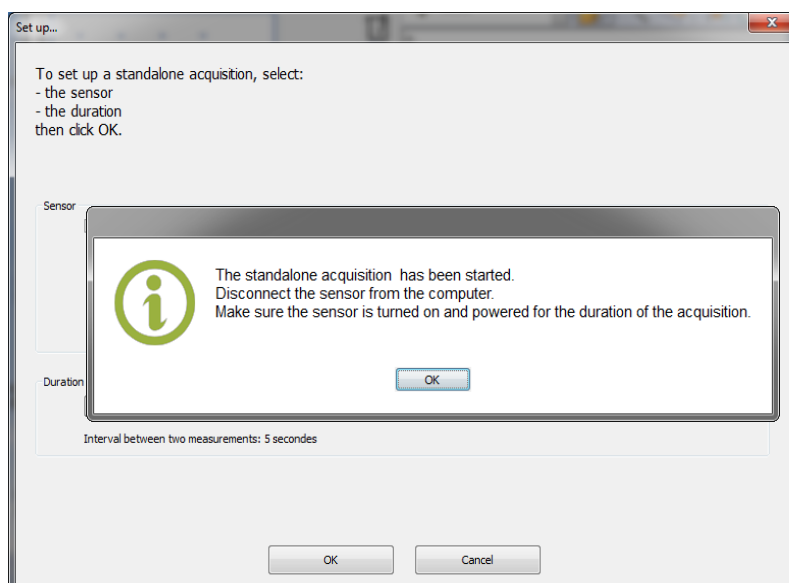 Set up...
To set up a standalone acquisition, select:
- the sensor
- the duration
then click OK.
Sensor
The standalone acquisition has been started.
Disconnect the sensor from the computer.
Make sure the sensor is turned on and powered for the duration of the acquisition.
OK
Duration
Interval between two measurements: 5 secondes
OK
Cancel